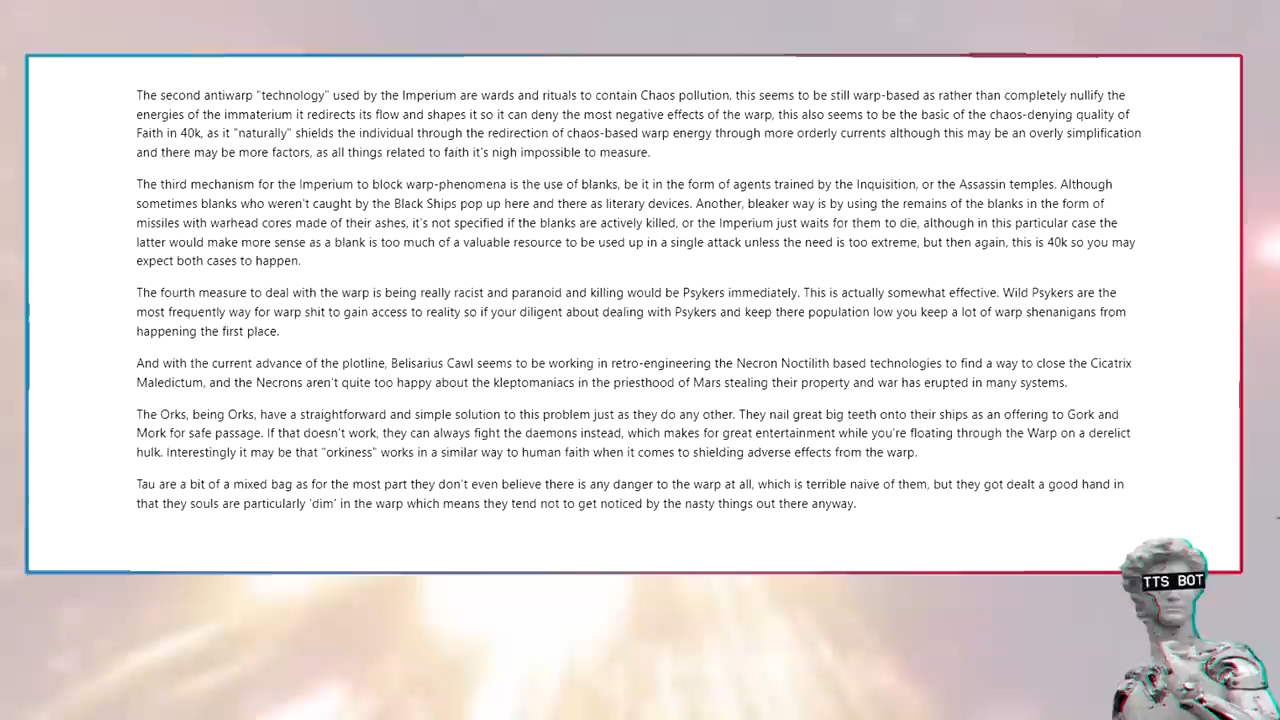 The second antiwarp "technology" used by the Imperium are wards and rituals to contain Chaos pollution, this seems to be still warp-based as rather than completely nullify the
energies of the immaterium it redirects its flow and shapes it so it can deny the most negative effects of the warp, this also seems to be the basic of the chaos-denying quality of
Faith in 40k, as it "naturally" shields the individual through the redirection of chaos-based warp energy through more orderly currents although this may be an overly simplification
and there may be more factors, as all things related to faith it's nigh impossible to measure.
The third mechanism for the Imperium to block warp-phenomena is the use of blanks, be it in the form of agents trained by the Inquisition, or the Assassin temples. Although
sometimes blanks who weren't caught by the Black Ships pop up here and there as literary devices. Another, bleaker way is by using the remains of the blanks in the form of
missiles with warhead cores made of their ashes, it's not specified if the blanks are actively killed, or the Imperium just waits for them to die, although in this particular case the
latter would make more sense as a blank is too much of a valuable resource to be used up in a single attack unless the need is too extreme, but then again, this is 40k so you may
expect both cases to happen.
The fourth measure to deal with the warp is being really racist and paranoid and killing would be Psykers immediately. This is actually somewhat effective. Wild Psykers are the
most frequently way for warp shit to gain access to reality so if your diligent about dealing with Psykers and keep there population low you keep a lot of warp shenanigans from
happening the first place.
And with the current advance of the plotline, Belisarius Cawl seems to be working in retro-engineering the Necron Noctilith based technologies to find a way to close the Cicatrix
Maledictum, and the Necrons aren't quite too happy about the kleptomaniacs in the priesthood of Mars stealing their property and war has erupted in many systems.
The Orks, being Orks, have a straightforward and simple solution to this problem just as they do any other. They nail great big teeth onto their ships as an offering to Gork and
Mork for safe passage. If that doesn't work, they can always fight the daemons instead, which makes for great entertainment while you're floating through the Warp on a derelict
hulk. Interestingly it may be that "orkiness" works in a similar way to human faith when it comes to shielding adverse effects from the warp.
Tau are a bit of a mixed bag as for the most part they don't even believe there is any danger to the warp at all, which is terrible naive of them, but they got dealt a good hand in
that they souls are particularly 'dim' in the warp which means they tend not to get noticed by the nasty things out there anyway.
TTS BOT